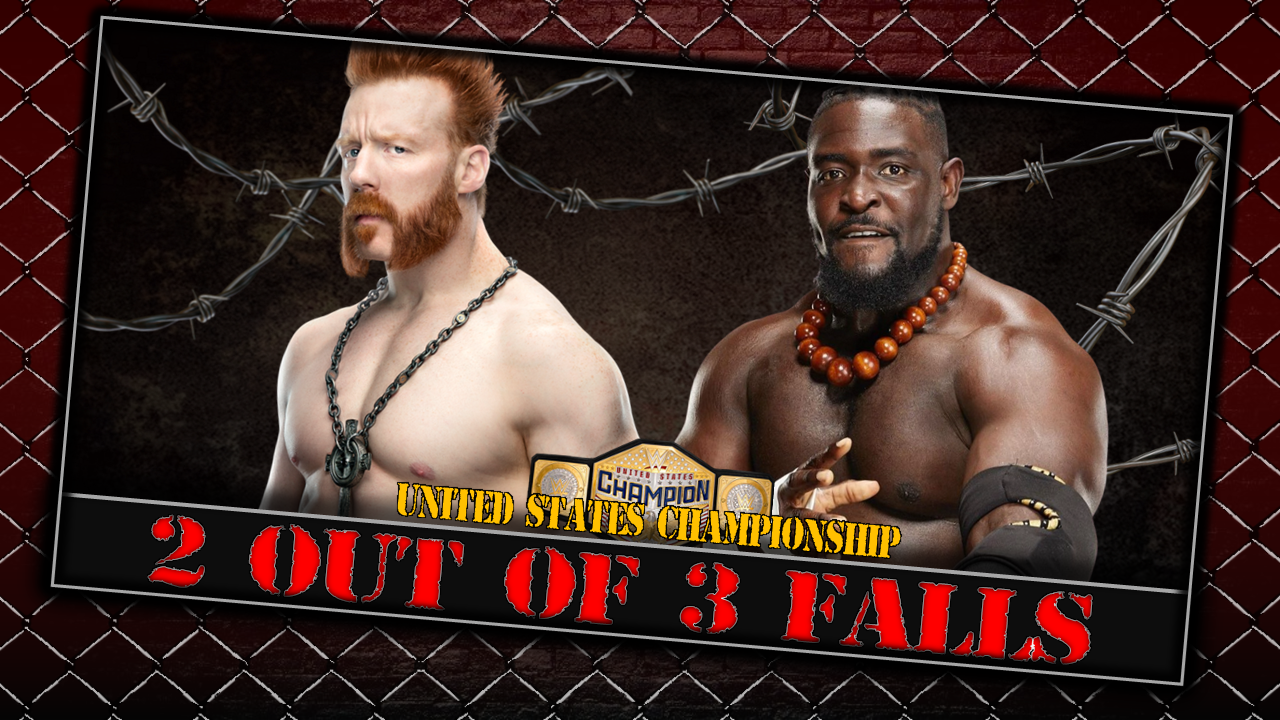 UNITED STATES
CHAMPION
UNITED STATES CHAMPIONSHIP
2 OUT OF 3 FALLS